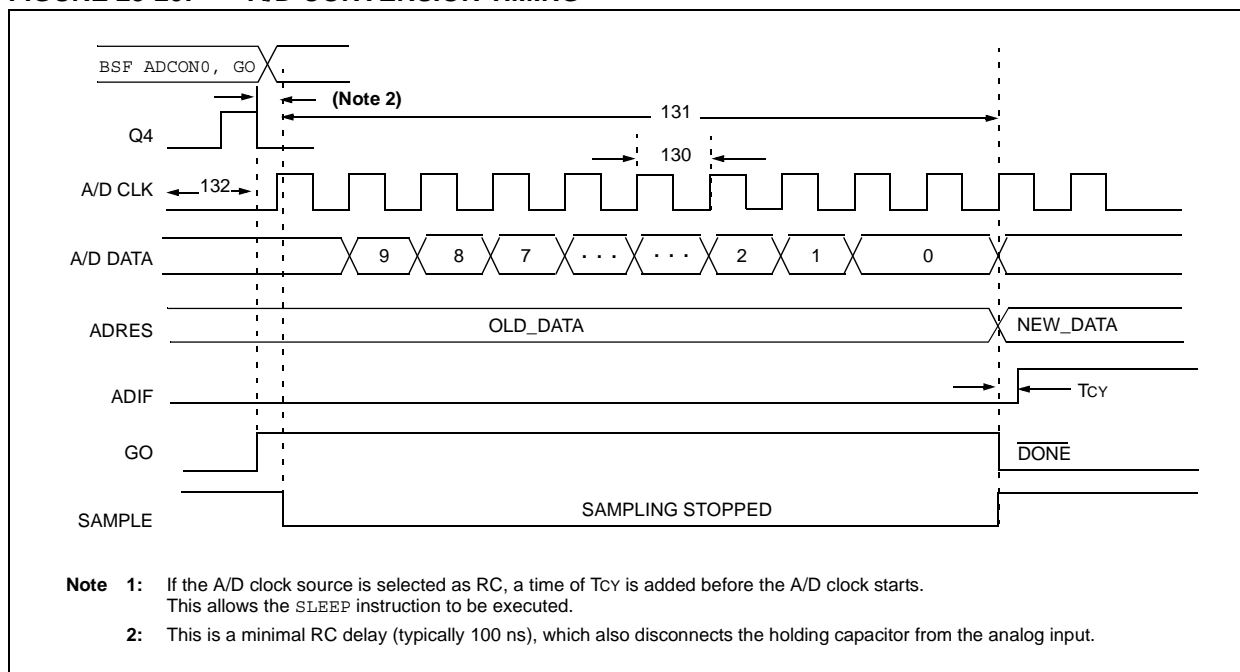 BSF ADCON0, GO
(Note 2)
131
Q4
130
A/D CLK
132
A/D DATA
9 8 7 . . . . . . 2 1 0
ADRES
OLD_DATA
NEW_DATA
ADIF
TCY
GO
DONE
SAMPLE
SAMPLING STOPPED
Note 1: If the A/D clock source is selected as RC, a time of TCY is added before the A/D clock starts.
This allows the SLEEP instruction to be executed.
2: This is a minimal RC delay (typically 100 ns), which also disconnects the holding capacitor from the analog input.